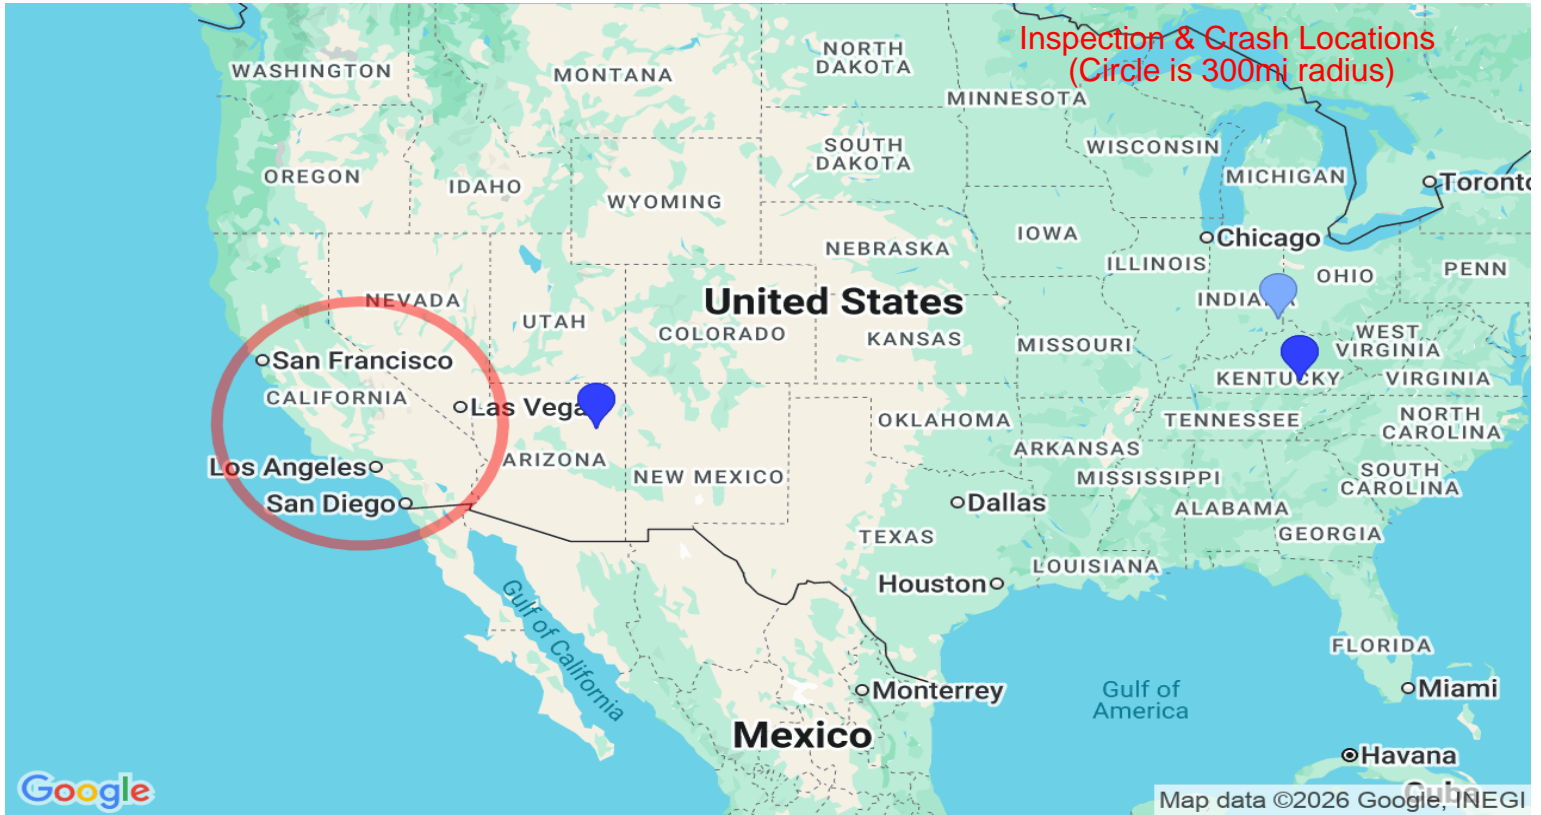 Inspection & Crash Locations
(Circle is 300mi radius)
WASHINGTON
MONTANA
NORTH
DAKOTA
MINNESOTA
OREGON
IDAHO
SOUTH
DAKOTA
WISCONSIN
MICHIGAN
Toronto
WYOMING
IOWA
Chicago
NEBRASKA
ILLINOIS
OHIO
PENN
NEVADA
United States
INDIANA
UTAH
COLORADO
KANSAS
MISSOURI
WEST
VIRGINIA
San Francisco
CALIFORNIA
KENTUCKY
VIRGINIA
Las Vegas
OKLAHOMA
TENNESSEE
NORTH
CAROLINA
Los Angeles
ARIZONA
NEW MEXICO
ARKANSAS
MISSISSIPPI
SOUTH
CAROLINA
San Diego
Dallas
ALABAMA
TEXAS
GEORGIA
LOUISIANA
Houston
Gulf of California
FLORIDA
Monterrey
Gulf of
America
Miami
Mexico
Havana
Cuba
Google
Map data ©2026 Google, INEGI